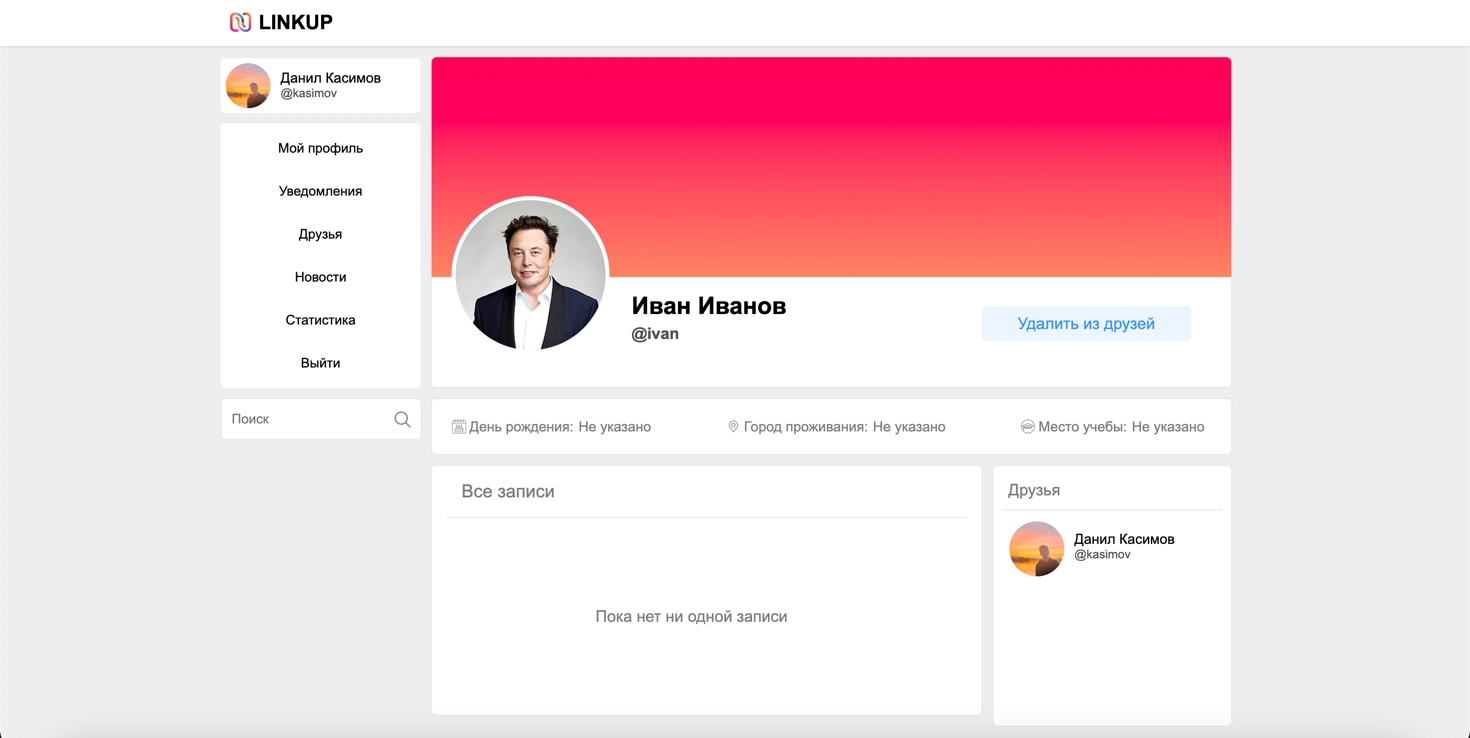 LINKUP
Данил Касимов
@kasimov
Мой профиль
Уведомления
Друзья
Новости
Статистика
Выйти
Поиск
Иван Иванов
@ivan
Удалить из друзей
День рождения: Не указано
Город проживания: Не указано
Место учебы: Не указано
Все записи
Пока нет ни одной записи
Друзья
Данил Касимов
@kasimov